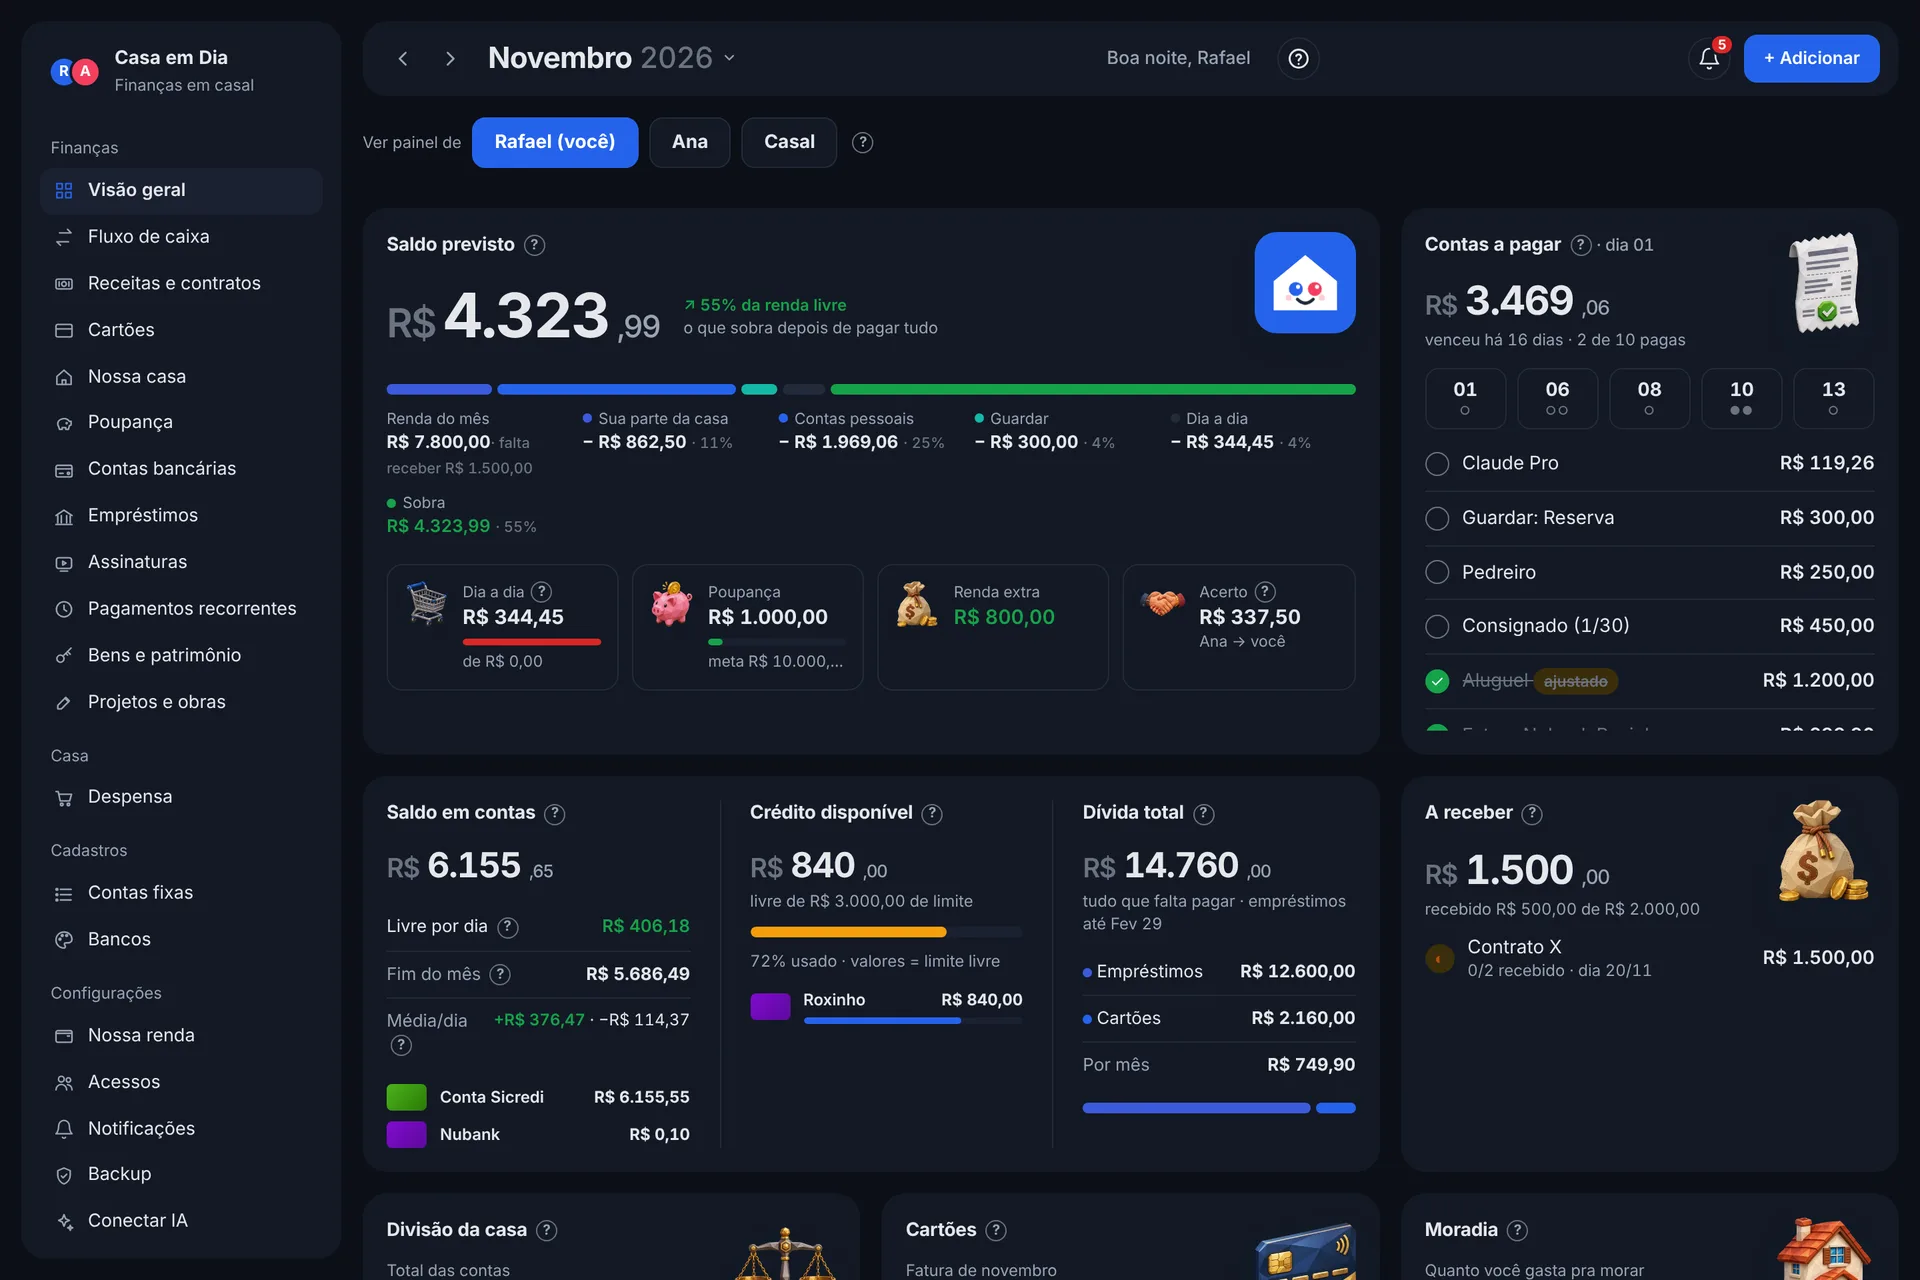 R A
Casa em Dia
Finanças em casal
Finanças
Visão geral
Fluxo de caixa
Receitas e contratos
Cartões
Nossa casa
Poupança
Contas bancárias
Empréstimos
Assinaturas
Pagamentos recorrentes
Bens e patrimônio
Projetos e obras
Casa
Despensa
Cadastros
Contas fixas
Bancos
Configurações
Nossa renda
Acessos
Notificações
Backup
Conectar IA
Novembro 2026
Boa noite, Rafael
?
5
+ Adicionar
Ver painel de
Rafael (você)
Ana
Casal
?
Saldo previsto ?
R$ 4.323 ,99
↗ 55% da renda livre
o que sobra depois de pagar tudo
Renda do mês
R$ 7.800,00 · falta
receber R$ 1.500,00
Sua parte da casa
− R$ 862,50 · 11%
Contas pessoais
− R$ 1.969,06 · 25%
Guardar
− R$ 300,00 · 4%
Dia a dia
− R$ 344,45 · 4%
Sobra
R$ 4.323,99 · 55%
Dia a dia ?
R$ 344,45
de R$ 0,00
Poupança
R$ 1.000,00
meta R$ 10.000,...
Renda extra
R$ 800,00
Acerto ?
R$ 337,50
Ana → você
Contas a pagar ? · dia 01
R$ 3.469 ,06
venceu há 16 dias · 2 de 10 pagas
01
06
08
10
13
Claude Pro R$ 119,26
Guardar: Reserva R$ 300,00
Pedreiro R$ 250,00
Consignado (1/30) R$ 450,00
Aluguel ajustado R$ 1.200,00
Saldo em contas ?
R$ 6.155 ,65
Livre por dia ? R$ 406,18
Fim do mês ? R$ 5.686,49
Média/dia ? +R$ 376,47 · −R$ 114,37
Conta Sicredi R$ 6.155,55
Nubank R$ 0,10
Crédito disponível ?
R$ 840 ,00
livre de R$ 3.000,00 de limite
72% usado · valores = limite livre
Roxinho R$ 840,00
Dívida total ?
R$ 14.760 ,00
tudo que falta pagar · empréstimos
até Fev 29
Empréstimos R$ 12.600,00
Cartões R$ 2.160,00
Por mês R$ 749,90
A receber ?
R$ 1.500 ,00
recebido R$ 500,00 de R$ 2.000,00
Contrato X
0/2 recebido · dia 20/11
R$ 1.500,00
Divisão da casa ?
Total das contas
Cartões ?
Fatura de novembro
Moradia ?
Quanto você gasta pra morar